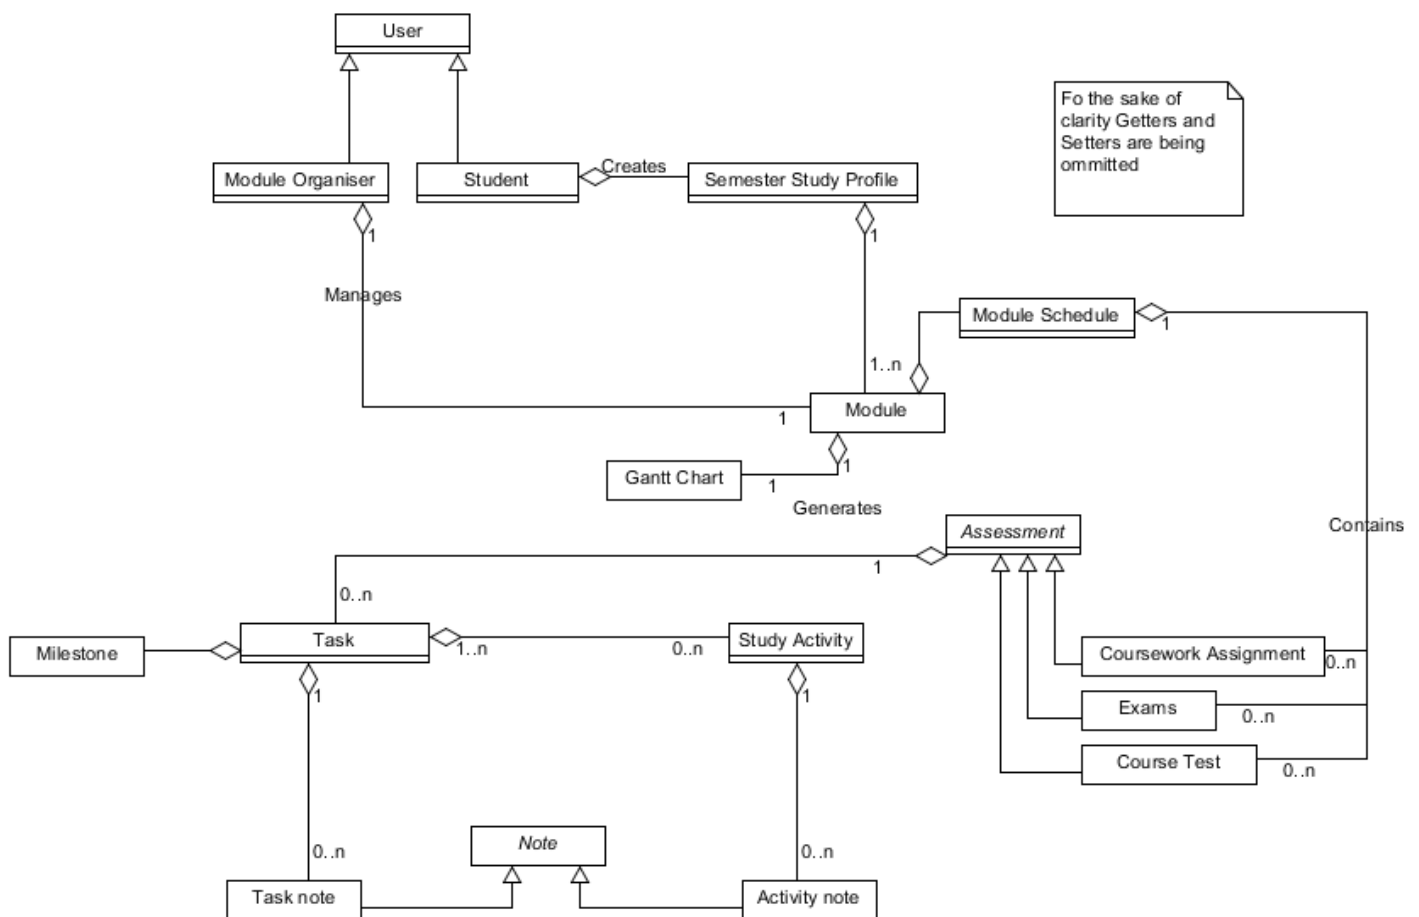 User
Fo the sake of
clarity Getters and
Setters are being
ommitted
Module Organiser
Student
Creates
Semester Study Profile
1
1
Manages
Module Schedule
1
1..n
1
Module
1
Gantt Chart
1
Generates
Assessment
Contains
1
0..n
Task
1..n
0..n
Study Activity
Milestone
Coursework Assignment
0..n
1
1
Exams
0..n
Course Test
0..n
Note
0..n
0..n
Task note
Activity note